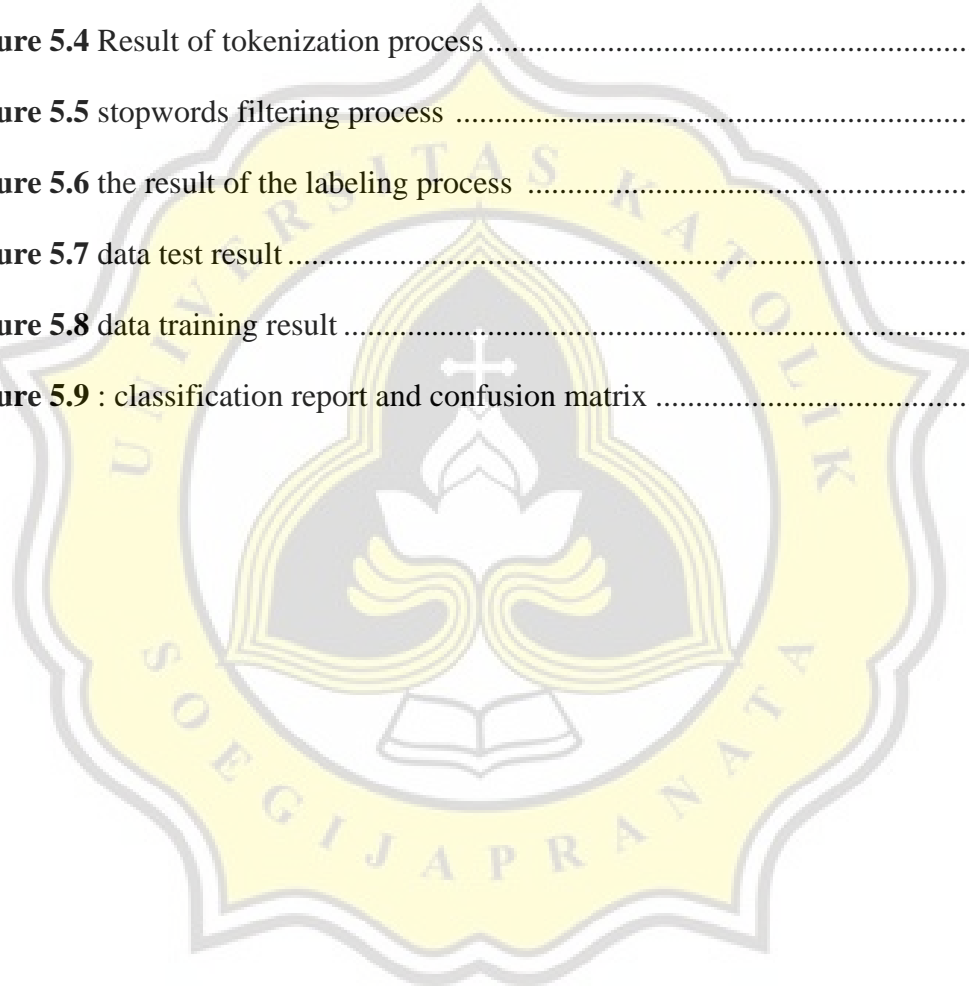 ure 5.4 Result of tokenization process................................................................
ure 5.5 stopwords filtering process ................................................................
ure 5.6 the result of the labeling process ........................................................
UNIVERSITAS KATOLIK
ure 5.7 data test result................................................................................
ure 5.8 data training result ..........................................................................
ure 5.9 : classification report and confusion matrix ......................................
SOEGIJAPRANATA